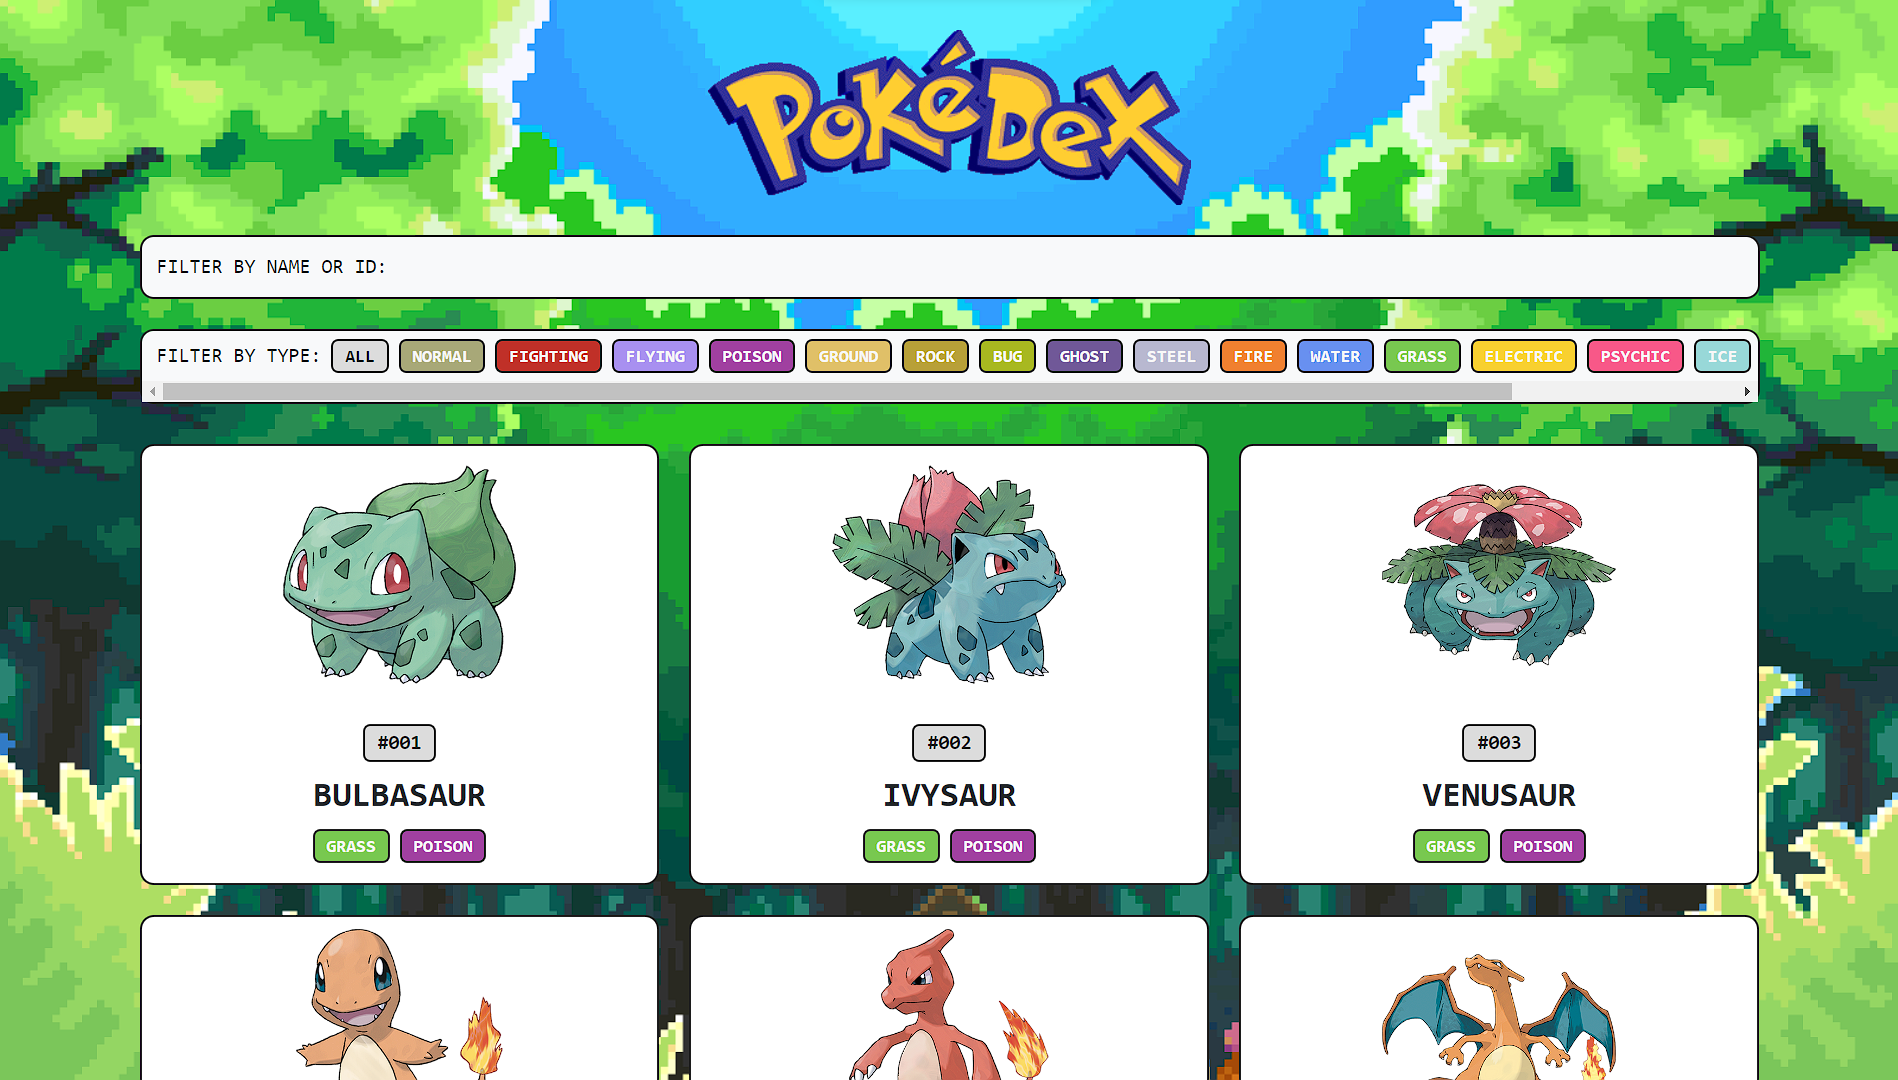 PokéDex
FILTER BY NAME OR ID:
FILTER BY TYPE: ALL NORMAL FIGHTING FLYING POISON GROUND ROCK BUG GHOST STEEL FIRE WATER GRASS ELECTRIC PSYCHIC ICE
#001 #002 #003
BULBASAUR IVYSAUR VENUSAUR
GRASS POISON GRASS POISON GRASS POISON